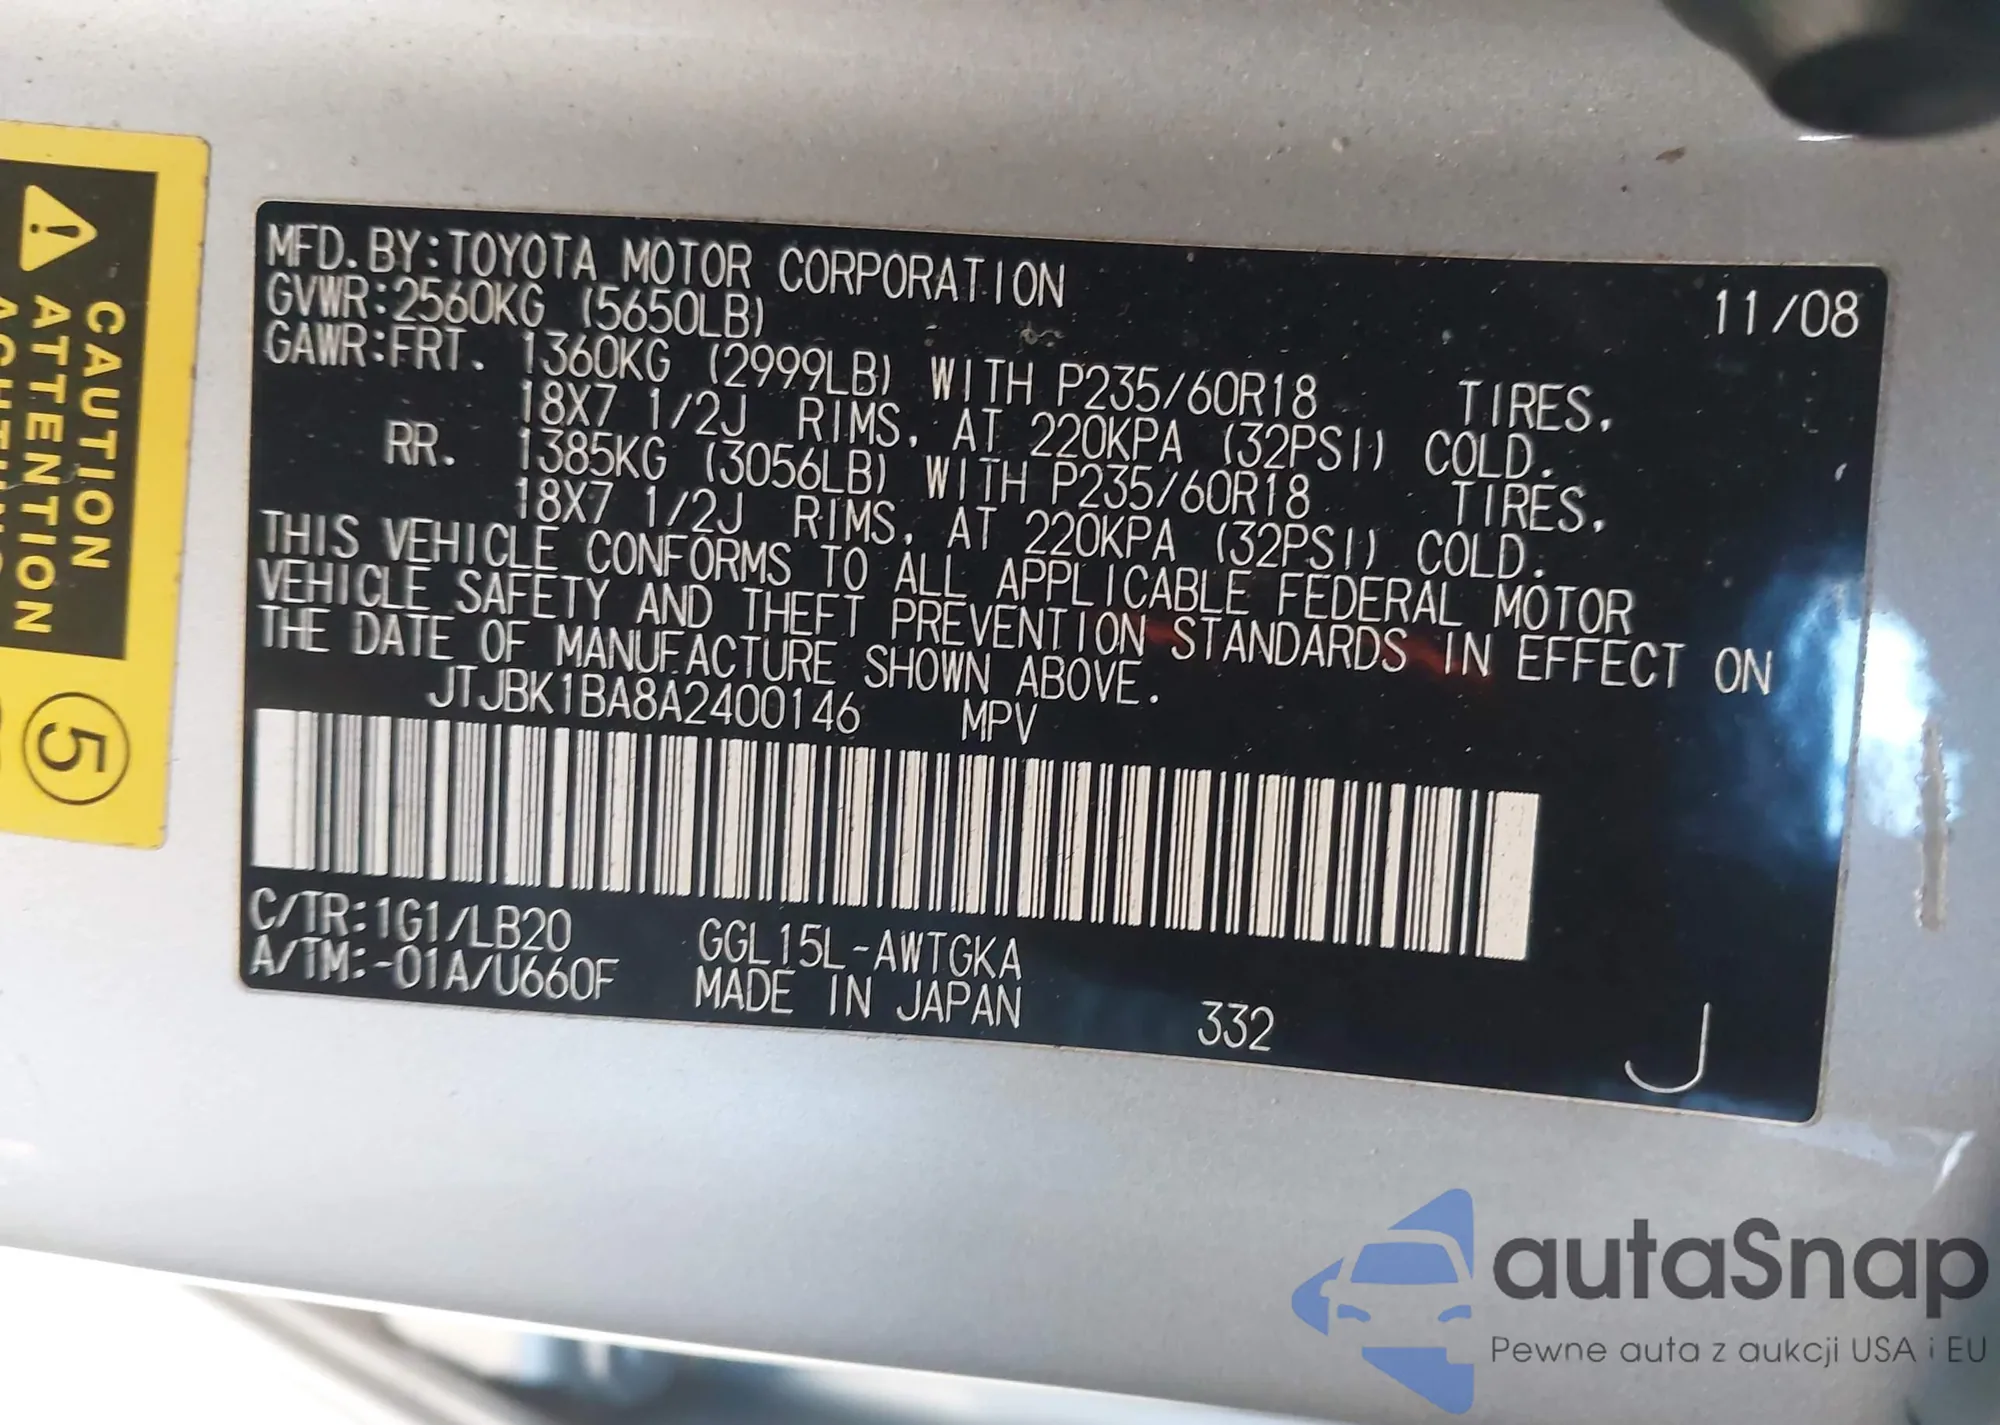 MFD.BY:TOYOTA MOTOR CORPORATION 11/08
GVWR:2560KG (5650LB)
GAWR:FRT. 1360KG (2999LB) WITH P235/60R18 TIRES,
18X7 1/2J RIMS, AT 220KPA (32PSI) COLD.
RR. 1385KG (3056LB) WITH P235/60R18 TIRES,
18X7 1/2J RIMS, AT 220KPA (32PSI) COLD.
THIS VEHICLE CONFORMS TO ALL APPLICABLE FEDERAL MOTOR
VEHICLE SAFETY AND THEFT PREVENTION STANDARDS IN EFFECT ON
THE DATE OF MANUFACTURE SHOWN ABOVE.
JTJBK1BA8A2400146 MPV
C/TR:1G1/LB20 GGL15L-AWTGKA
A/TM:-01A/U660F MADE IN JAPAN 332
J
CAUTION
ATTENTION
5
autaSnap
Pewne auta z aukcji USA i EU